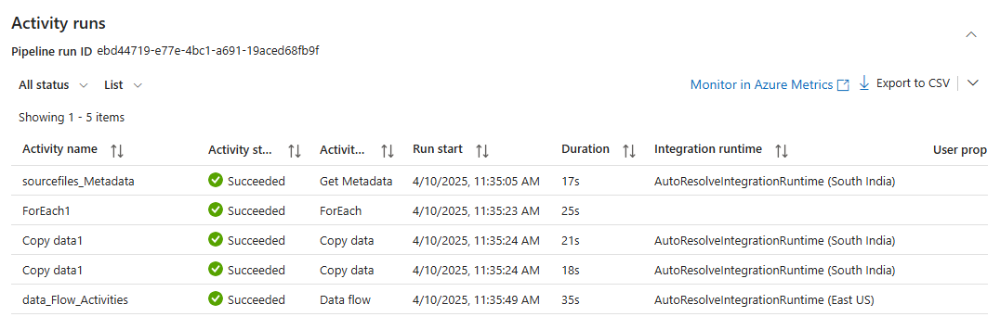 Activity runs
Pipeline run ID ebd44719-e77e-4bc1-a691-19aced68fb9f
All status List Monitor in Azure Metrics Export to CSV
Showing 1 - 5 items
Activity name Activity st... Activit... Run start Duration Integration runtime User prop
sourcefiles_Metadata Succeeded Get Metadata 4/10/2025, 11:35:05 AM 17s AutoResolveIntegrationRuntime (South India)
ForEach1 Succeeded ForEach 4/10/2025, 11:35:23 AM 25s
Copy data1 Succeeded Copy data 4/10/2025, 11:35:24 AM 21s AutoResolveIntegrationRuntime (South India)
Copy data1 Succeeded Copy data 4/10/2025, 11:35:24 AM 18s AutoResolveIntegrationRuntime (South India)
data_Flow_Activities Succeeded Data flow 4/10/2025, 11:35:49 AM 35s AutoResolveIntegrationRuntime (East US)